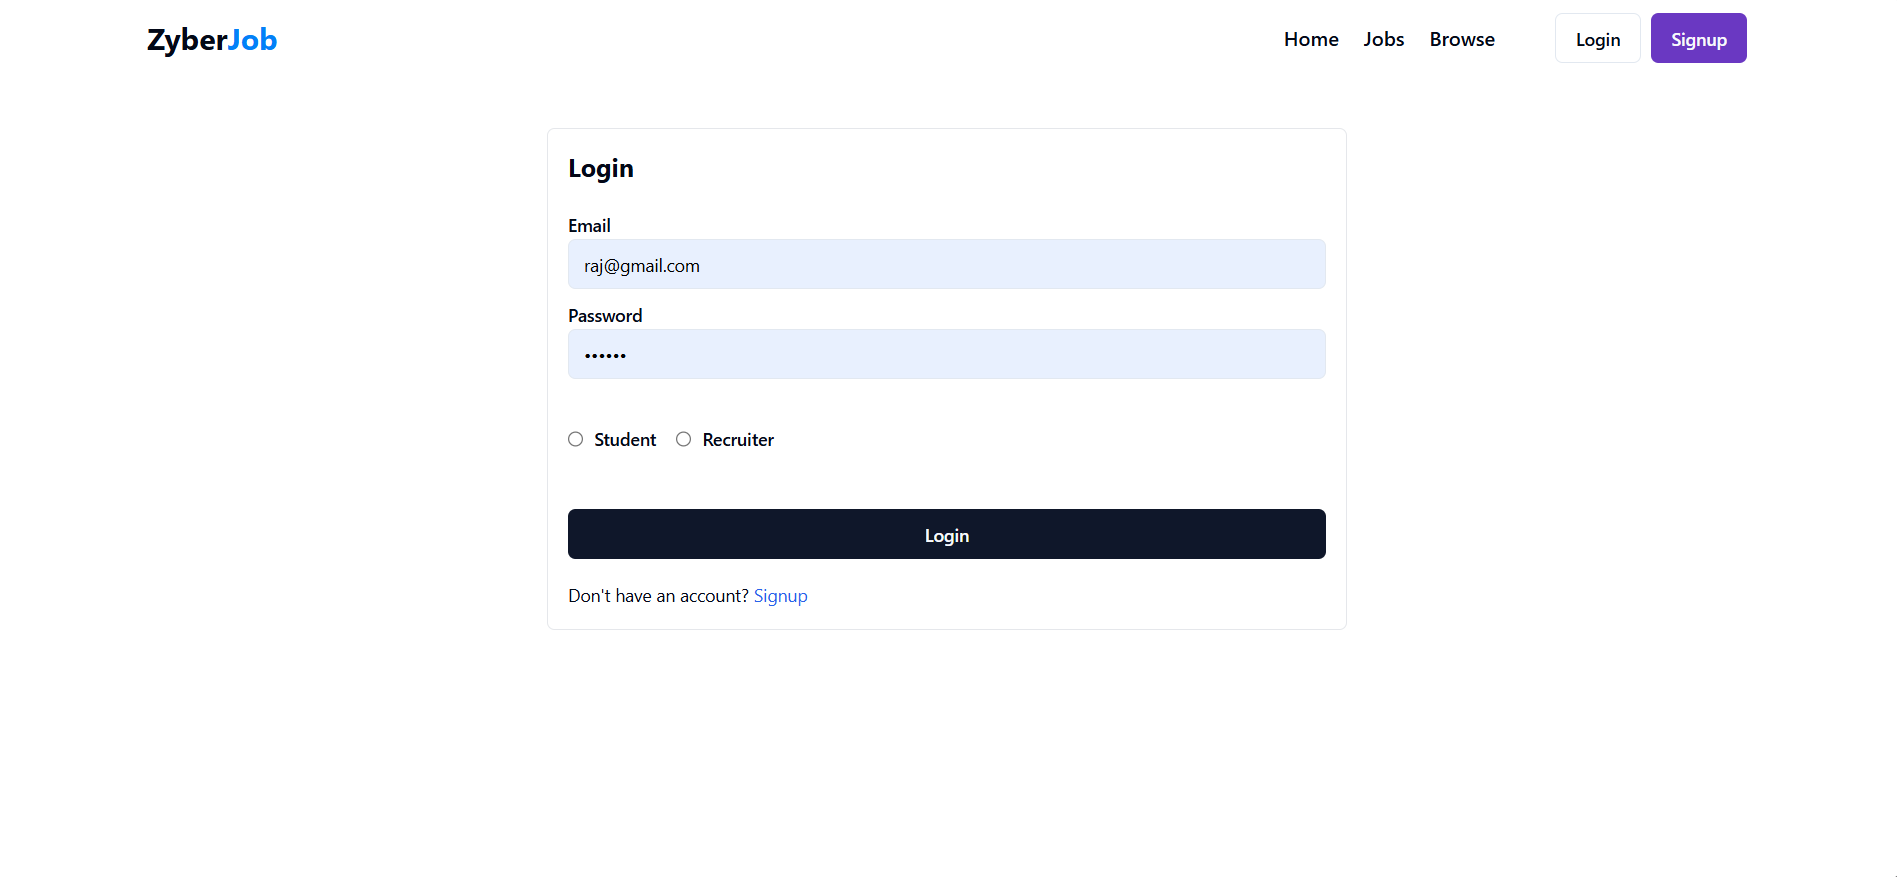 ZyberJob Home Jobs Browse Login Signup
Login
Email
raj@gmail.com
Password
••••••
Student Recruiter
Login
Don't have an account? Signup